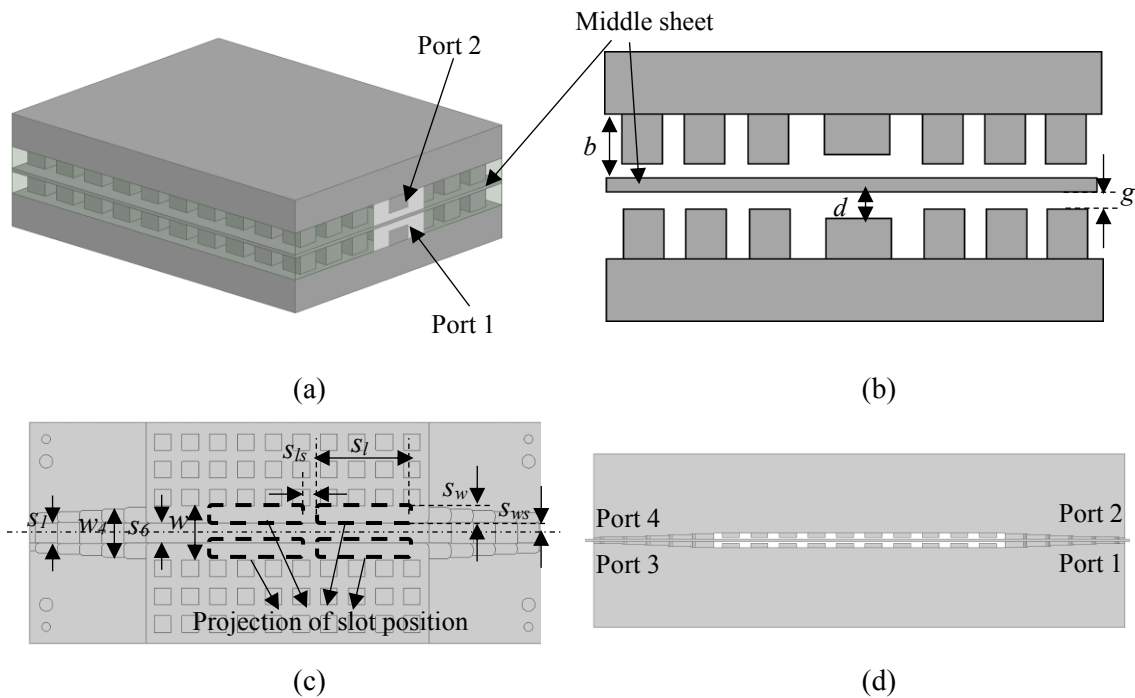 Middle sheet
Port 2
Port 1
b
d
g
(a)
(b)
sls
sl
sw
sws
s1
w4
s6
w
Projection of slot position
Port 4
Port 2
Port 3
Port 1
(c)
(d)